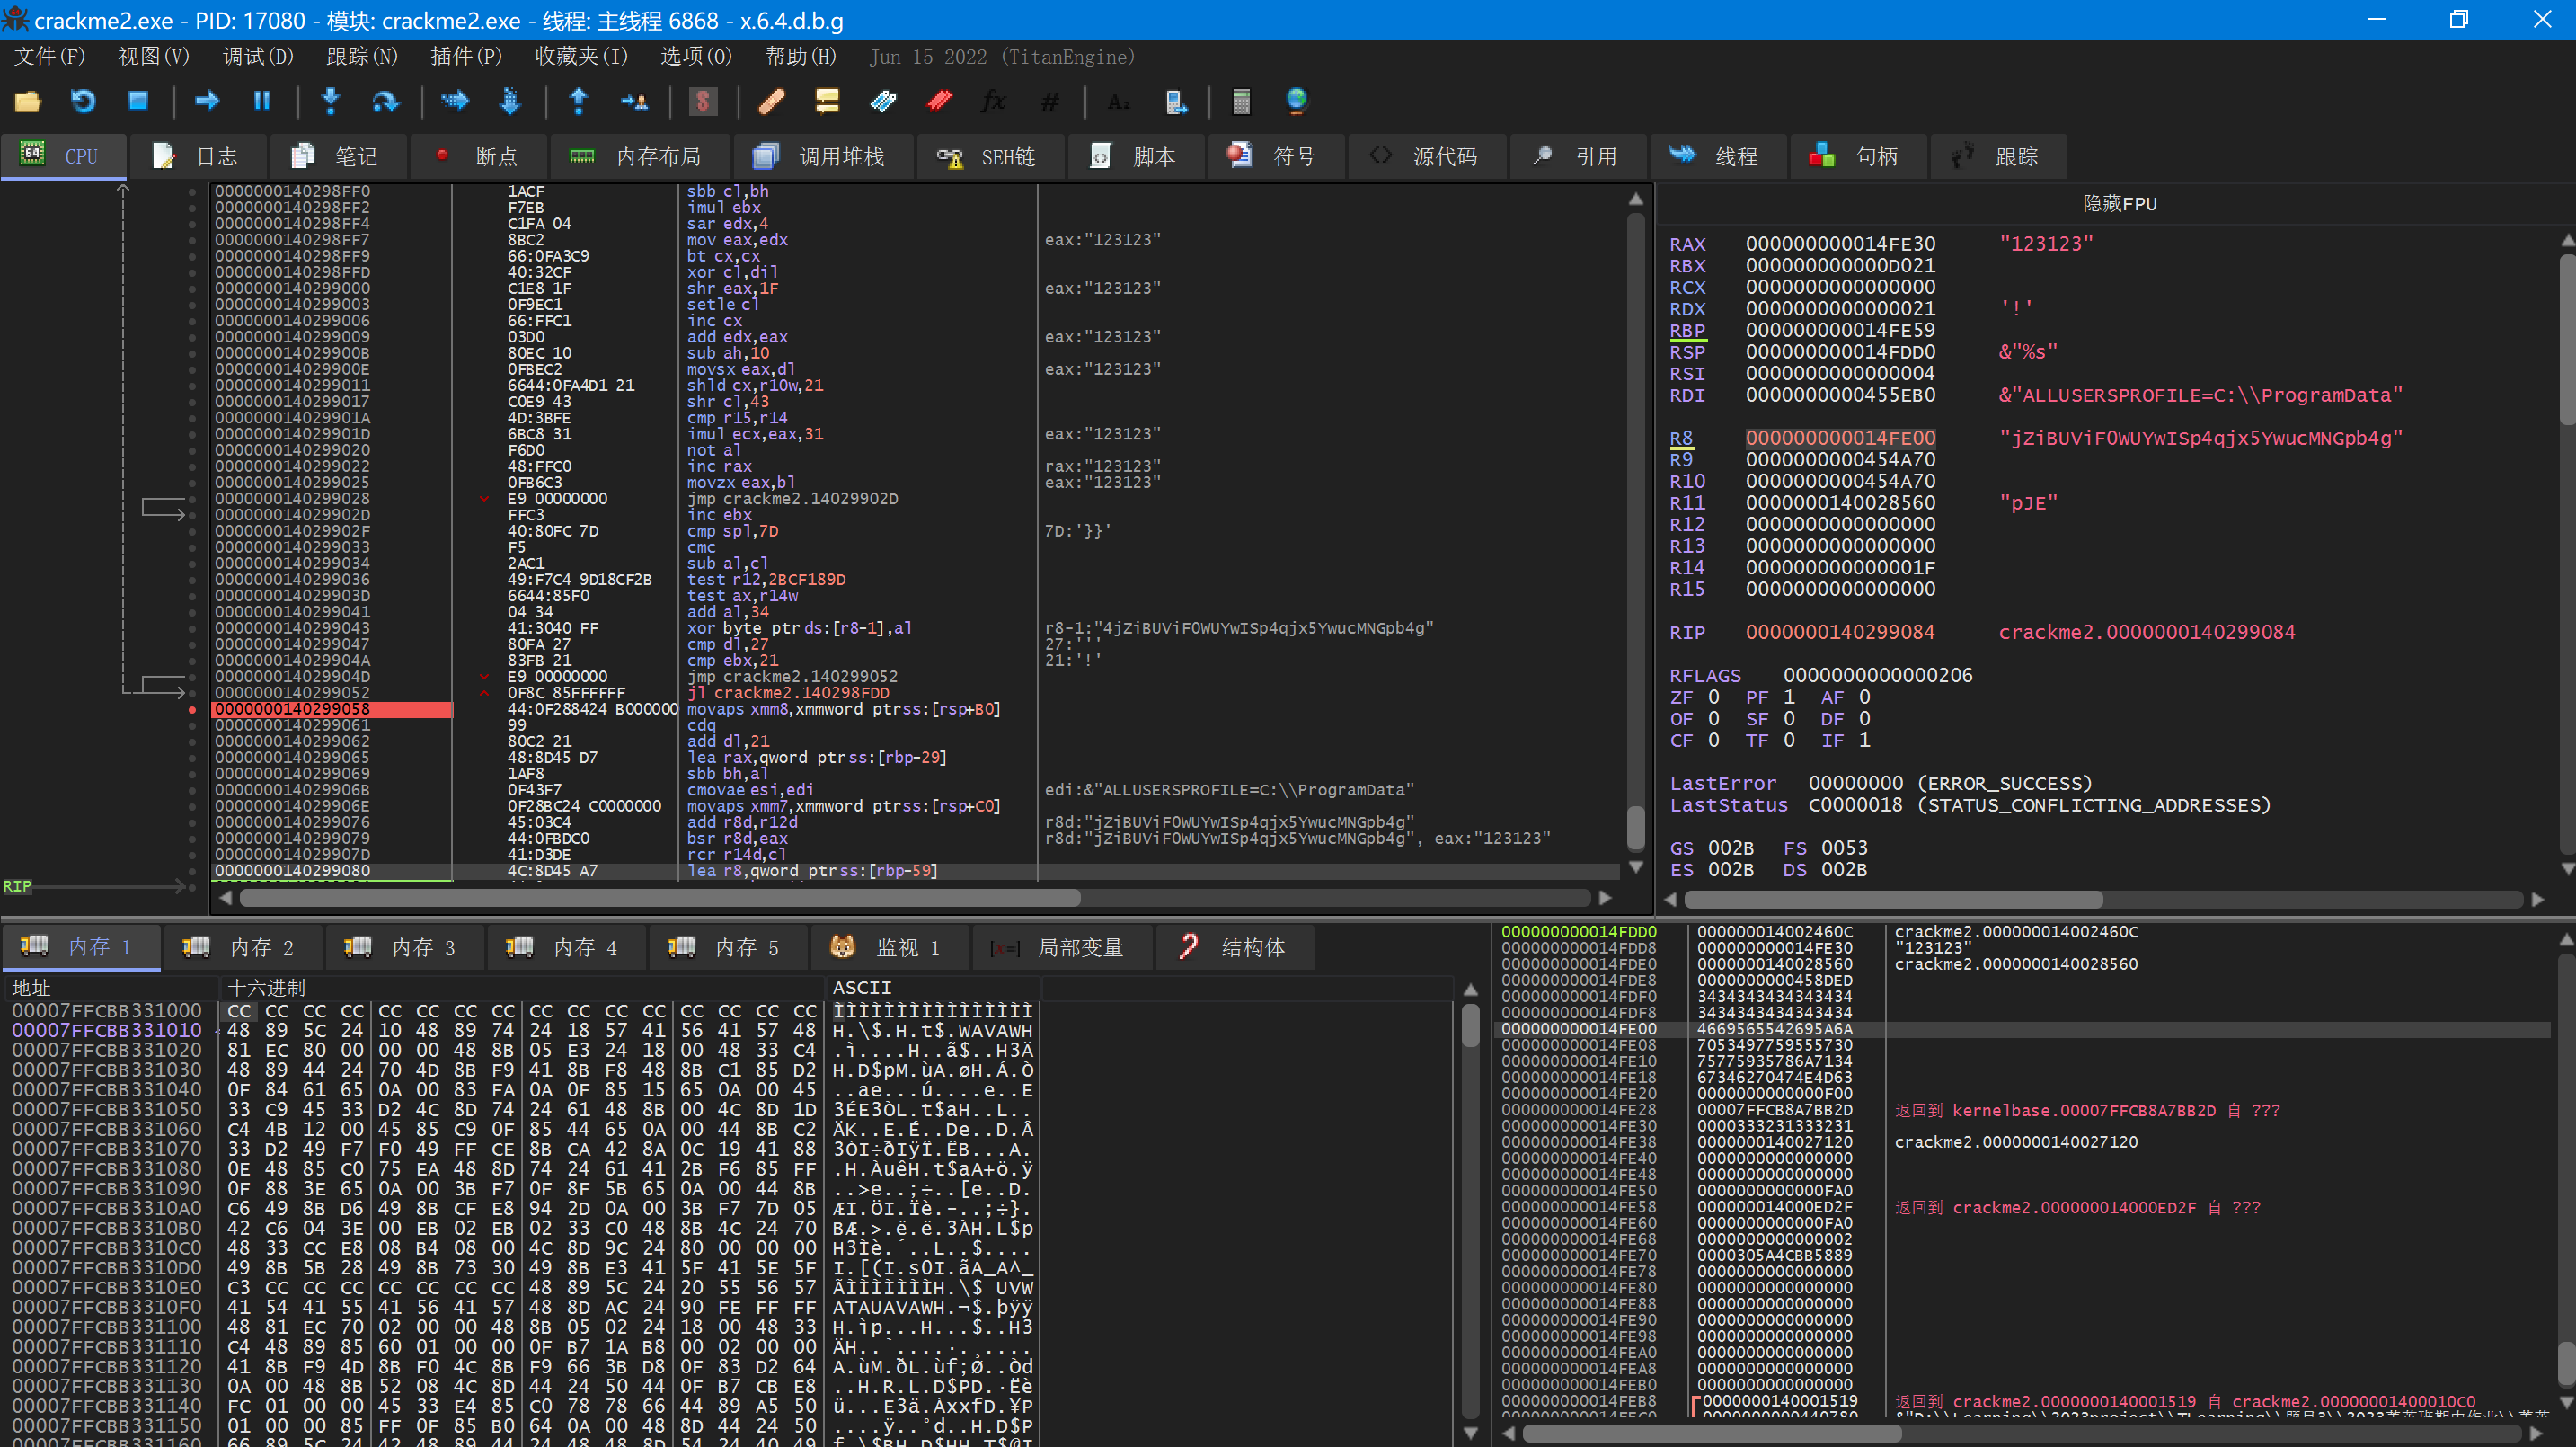 crackme2.exe - PID: 17080 - 模块: crackme2.exe - 线程: 主线程 6868 - x.6.4.d.b.g
文件(F) 视图(V) 调试(D) 跟踪(N) 插件(P) 收藏夹(I) 选项(O) 帮助(H) Jun 15 2022 (TitanEngine)
CPU 日志 笔记 断点 内存布局 调用堆栈 SEH链 脚本 符号 源代码 引用 线程 句柄 跟踪
0000000140298FF0 1ACF sbb cl,bh
0000000140298FF2 F7EB imul ebx
0000000140298FF4 C1FA 04 sar edx,4
0000000140298FF7 8BC2 mov eax,edx eax:"123123"
0000000140298FF9 66:0FA3C9 bt cx,cx
0000000140298FFD 40:32CF xor cl,dil
0000000140299000 C1E8 1F shr eax,1F eax:"123123"
0000000140299003 0F9EC1 setle cl
0000000140299006 66:FFC1 inc cx
0000000140299009 03D0 add edx,eax eax:"123123"
000000014029900B 80EC 10 sub ah,10
000000014029900E 0FBEC2 movsx eax,dl eax:"123123"
0000000140299011 6644:0FA4D1 21 shld cx,r10w,21
0000000140299017 C0E9 43 shr cl,43
000000014029901A 4D:3BFE cmp r15,r14
000000014029901D 6BC8 31 imul ecx,eax,31 eax:"123123"
0000000140299020 F6D0 not al
0000000140299022 48:FFC0 inc rax rax:"123123"
0000000140299025 0FB6C3 movzx eax,bl eax:"123123"
0000000140299028 E9 00000000 jmp crackme2.14029902D
000000014029902D FFC3 inc ebx
000000014029902F 40:80FC 7D cmp spl,7D 7D:'}}'
0000000140299033 F5 cmc
0000000140299034 2AC1 sub al,cl
0000000140299036 49:F7C4 9D18CF2B test r12,2BCF189D
000000014029903D 6644:85F0 test ax,r14w
0000000140299041 04 34 add al,34
0000000140299043 41:3040 FF xor byte ptr ds:[r8-1],al r8-1:"4jZiBUViF0WUYwISp4qjx5YwucMNGpb4g"
0000000140299047 80FA 27 cmp dl,27 27:'''
000000014029904A 83FB 21 cmp ebx,21 21:'!'
000000014029904D E9 00000000 jmp crackme2.140299052
0000000140299052 0F8C 85FFFFFF jl crackme2.140298FDD
0000000140299058 44:0F288424 B000000 movaps xmm8,xmmword ptr ss:[rsp+B0]
0000000140299061 99 cdq
0000000140299062 80C2 21 add dl,21
0000000140299065 48:8D45 D7 lea rax,qword ptr ss:[rbp-29]
0000000140299069 1AF8 sbb bh,al
000000014029906B 0F43F7 cmovae esi,edi edi:&"ALLUSERSPROFILE=C:\\ProgramData"
000000014029906E 0F28BC24 C0000000 movaps xmm7,xmmword ptr ss:[rsp+C0]
0000000140299076 45:03C4 add r8d,r12d r8d:"jZiBUViF0WUYwISp4qjx5YwucMNGpb4g"
0000000140299079 44:0FBDC0 bsr r8d,eax r8d:"jZiBUViF0WUYwISp4qjx5YwucMNGpb4g", eax:"123123"
000000014029907D 41:D3DE rcr r14d,cl
0000000140299080 4C:8D45 A7 lea r8,qword ptr ss:[rbp-59]
RIP
隐藏FPU
RAX 000000000014FE30 "123123"
RBX 000000000000D021
RCX 0000000000000000
RDX 0000000000000021 '!'
RBP 000000000014FE59
RSP 000000000014FDD0 &"%s"
RSI 0000000000000004
RDI 0000000000455EB0 &"ALLUSERSPROFILE=C:\\ProgramData"
R8 000000000014FE00 "jZiBUViF0WUYwISp4qjx5YwucMNGpb4g"
R9 0000000000454A70
R10 0000000000454A70
R11 0000000140028560 "pJE"
R12 0000000000000000
R13 0000000000000000
R14 000000000000001F
R15 0000000000000000
RIP 0000000140299084 crackme2.0000000140299084
RFLAGS 0000000000000206
ZF 0 PF 1 AF 0
OF 0 SF 0 DF 0
CF 0 TF 0 IF 1
LastError 00000000 (ERROR_SUCCESS)
LastStatus C0000018 (STATUS_CONFLICTING_ADDRESSES)
GS 002B FS 0053
ES 002B DS 002B
内存 1 内存 2 内存 3 内存 4 内存 5 监视 1 [x=] 局部变量 结构体
地址 十六进制 ASCII
00007FFCBB331000 CC CC CC CC CC CC CC CC CC CC CC CC CC CC CC CC ÌÌÌÌÌÌÌÌÌÌÌÌÌÌÌÌ
00007FFCBB331010 48 89 5C 24 10 48 89 74 24 18 57 41 56 41 57 48 H.\$.H.t$.WAVAWH
00007FFCBB331020 81 EC 80 00 00 00 48 8B 05 E3 24 18 00 48 33 C4 .ì....H..ã$..H3Ä
00007FFCBB331030 48 89 44 24 70 4D 8B F9 41 8B F8 48 8B C1 85 D2 H.D$pM.ùA.øH.Á.Ò
00007FFCBB331040 0F 84 61 65 0A 00 83 FA 0A 0F 85 15 65 0A 00 45 ..ae...ú....e..E
00007FFCBB331050 33 C9 45 33 D2 4C 8D 74 24 61 48 8B 00 4C 8D 1D 3ÉE3ÒL.t$aH..L..
00007FFCBB331060 C4 4B 12 00 45 85 C9 0F 85 44 65 0A 00 44 8B C2 ÄK..E.É..De..D.Â
00007FFCBB331070 33 D2 49 F7 F0 49 FF CE 8B CA 42 8A 0C 19 41 88 3ÒI÷ðIÿÎ.ÊB...A.
00007FFCBB331080 0E 48 85 C0 75 EA 48 8D 74 24 61 41 2B F6 85 FF .H.ÀuêH.t$aA+ö.ÿ
00007FFCBB331090 0F 88 3E 65 0A 00 3B F7 0F 8F 5B 65 0A 00 44 8B ..>e..;÷..[e..D.
00007FFCBB3310A0 C6 49 8B D6 49 8B CF E8 94 2D 0A 00 3B F7 7D 05 ÆI.ÖI.Ïè.-..;÷}.
00007FFCBB3310B0 42 C6 04 3E 00 EB 02 EB 02 33 C0 48 8B 4C 24 70 BÆ.>.ë.ë.3ÀH.L$p
00007FFCBB3310C0 48 33 CC E8 08 B4 08 00 4C 8D 9C 24 80 00 00 00 H3Ìè.´..L..$....
00007FFCBB3310D0 49 8B 5B 28 49 8B 73 30 49 8B E3 41 5F 41 5E 5F I.[(I.s0I.ãA_A^_
00007FFCBB3310E0 C3 CC CC CC CC CC CC CC 48 89 5C 24 20 55 56 57 ÃÌÌÌÌÌÌÌH.\$ UVW
00007FFCBB3310F0 41 54 41 55 41 56 41 57 48 8D AC 24 90 FE FF FF ATAUAVAWH.¬$.þÿÿ
00007FFCBB331100 48 81 EC 70 02 00 00 48 8B 05 02 24 18 00 48 33 H.ìp...H...$..H3
00007FFCBB331110 C4 48 89 85 60 01 00 00 0F B7 1A B8 00 02 00 00 ÄH..`....·.¸....
00007FFCBB331120 41 8B F9 4D 8B F0 4C 8B F9 66 3B D8 0F 83 D2 64 A.ùM.ðL.ùf;Ø..Òd
00007FFCBB331130 0A 00 48 8B 52 08 4C 8D 44 24 50 44 0F B7 CB E8 ..H.R.L.D$PD.·Ëè
00007FFCBB331140 FC 01 00 00 45 33 E4 85 C0 78 78 66 44 89 A5 50 ü...E3ä.ÀxxfD.¥P
00007FFCBB331150 01 00 00 85 FF 0F 85 B0 64 0A 00 48 8D 44 24 50 ....ÿ..°d..H.D$P
00007FFCBB331160 66 89 5C 24 42 48 89 44 24 48 48 8D 54 24 40 49 f.\$BH.D$HH.T$@I
000000000014FDD0 000000014002460C crackme2.000000014002460C
000000000014FDD8 000000000014FE30 "123123"
000000000014FDE0 0000000140028560 crackme2.0000000140028560
000000000014FDE8 0000000000458DED
000000000014FDF0 3434343434343434
000000000014FDF8 3434343434343434
000000000014FE00 4669565542695A6A
000000000014FE08 7053497759555730
000000000014FE10 75775935786A7134
000000000014FE18 67346270474E4D63
000000000014FE20 0000000000000F00
000000000014FE28 00007FFCB8A7BB2D 返回到 kernelbase.00007FFCB8A7BB2D 自 ???
000000000014FE30 0000333231333231
000000000014FE38 0000000140027120 crackme2.0000000140027120
000000000014FE40 0000000000000000
000000000014FE48 0000000000000000
000000000014FE50 0000000000000FA0
000000000014FE58 000000014000ED2F 返回到 crackme2.000000014000ED2F 自 ???
000000000014FE60 0000000000000FA0
000000000014FE68 0000000000000002
000000000014FE70 0000305A4CBB5889
000000000014FE78 0000000000000000
000000000014FE80 0000000000000000
000000000014FE88 0000000000000000
000000000014FE90 0000000000000000
000000000014FE98 0000000000000000
000000000014FEA0 0000000000000000
000000000014FEA8 0000000000000000
000000000014FEB0 0000000000000000
000000000014FEB8 0000000140001519 返回到 crackme2.0000000140001519 自 crackme2.00000001400010C0